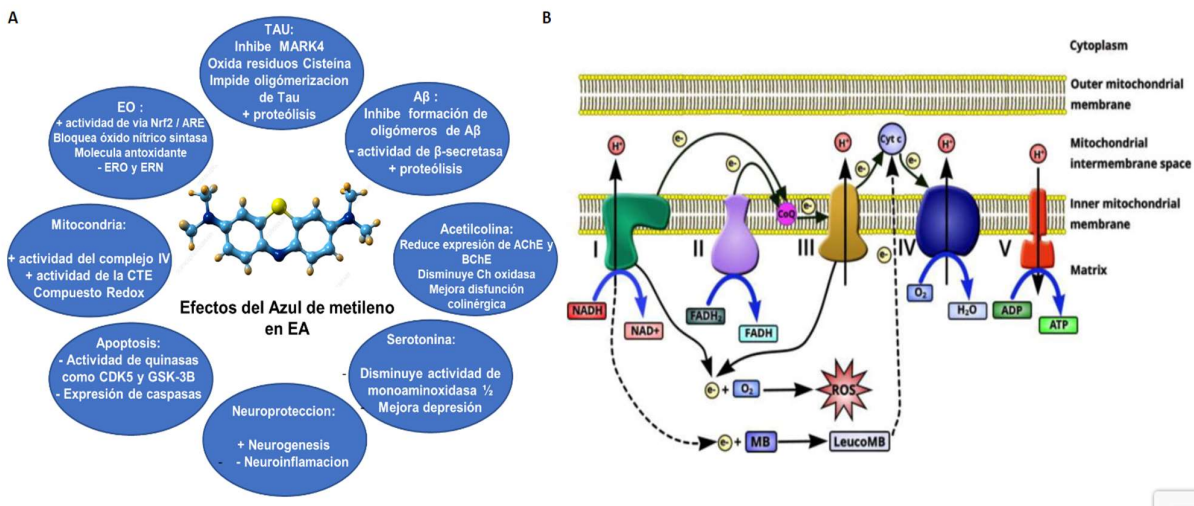 A
TAU:
Inhibe MARK4
Oxida residuos Cisteína
Impide oligómerizacion
de Tau
+ proteólisis
EO :
+ actividad de via Nrf2 / ARE
Bloquea óxido nítrico sintasa
Molecula antoxidante
- ERO y ERN
Aβ :
Inhibe formación de
oligómeros de Aβ
- actividad de β-secretasa
+ proteólisis
Mitocondria:
+ actividad del complejo IV
+ actividad de la CTE
Compuesto Redox
Acetilcolina:
Reduce expresión de AChE y
BChE
Disminuye Ch oxidasa
Mejora disfunción
colinérgica
Efectos del Azul de metileno
en EA
Apoptosis:
- Actividad de quinasas
como CDK5 y GSK-3B
- Expresión de caspasas
Serotonina:
- Disminuye actividad de
monoaminoxidasa ½
- Mejora depresión
Neuroproteccion:
+ Neurogenesis
- - Neuroinflamacion
B
Cytoplasm
Outer mitochondrial
membrane
Mitochondrial
intermembrane space
Inner mitochondrial
membrane
Matrix
H⁺
e-
e-
H⁺
Cyt c
e-
e-
H⁺
H⁺
CoQ
e-
I
II
III
IV
V
e-
NADH
NAD+
FADH₂
FADH
O₂
H₂O
ADP
ATP
e- + O₂
ROS
e- + MB
LeucoMB